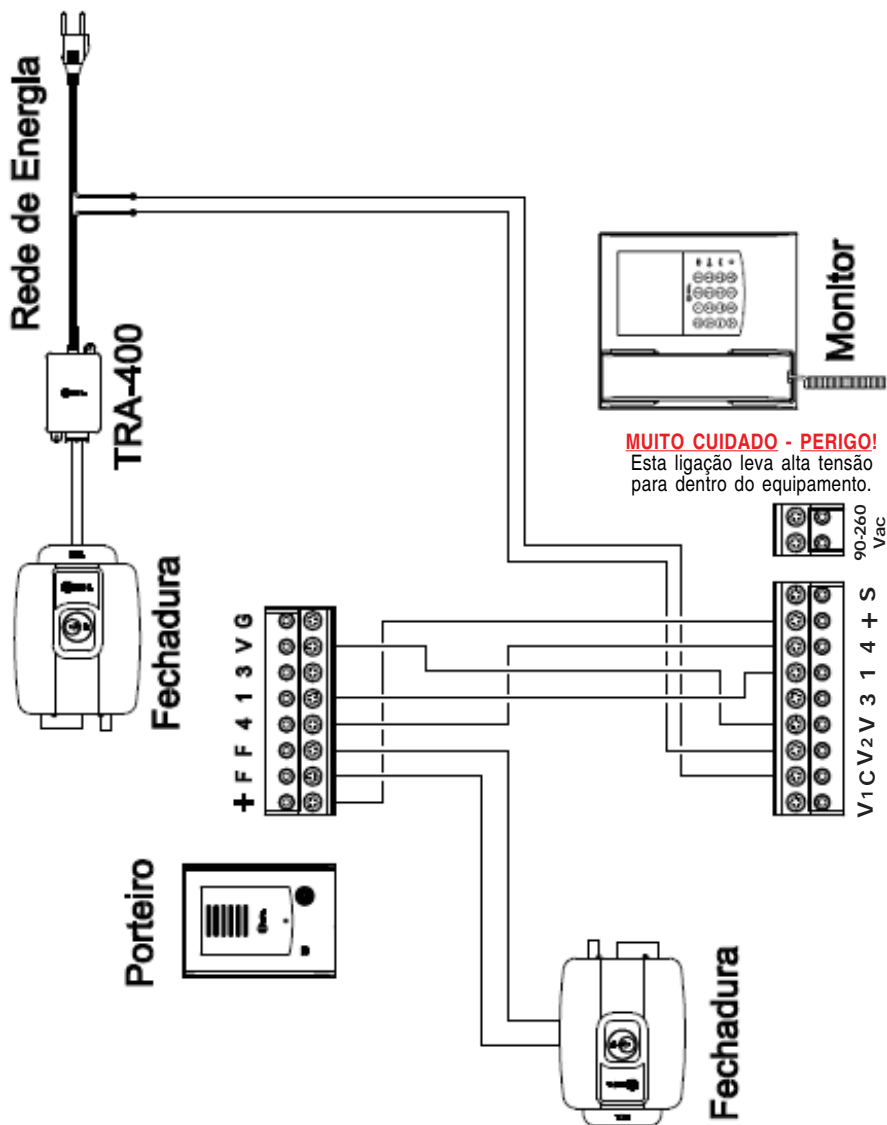 Rede de Energia
TRA-400
Fechadura
Monitor
MUITO CUIDADO - PERIGO!
Esta ligação leva alta tensão
para dentro do equipamento.
90-260
Vac
+ F F 4 1 3 V G
V1 C V2 V 3 1 4 + S
Porteiro
Fechadura